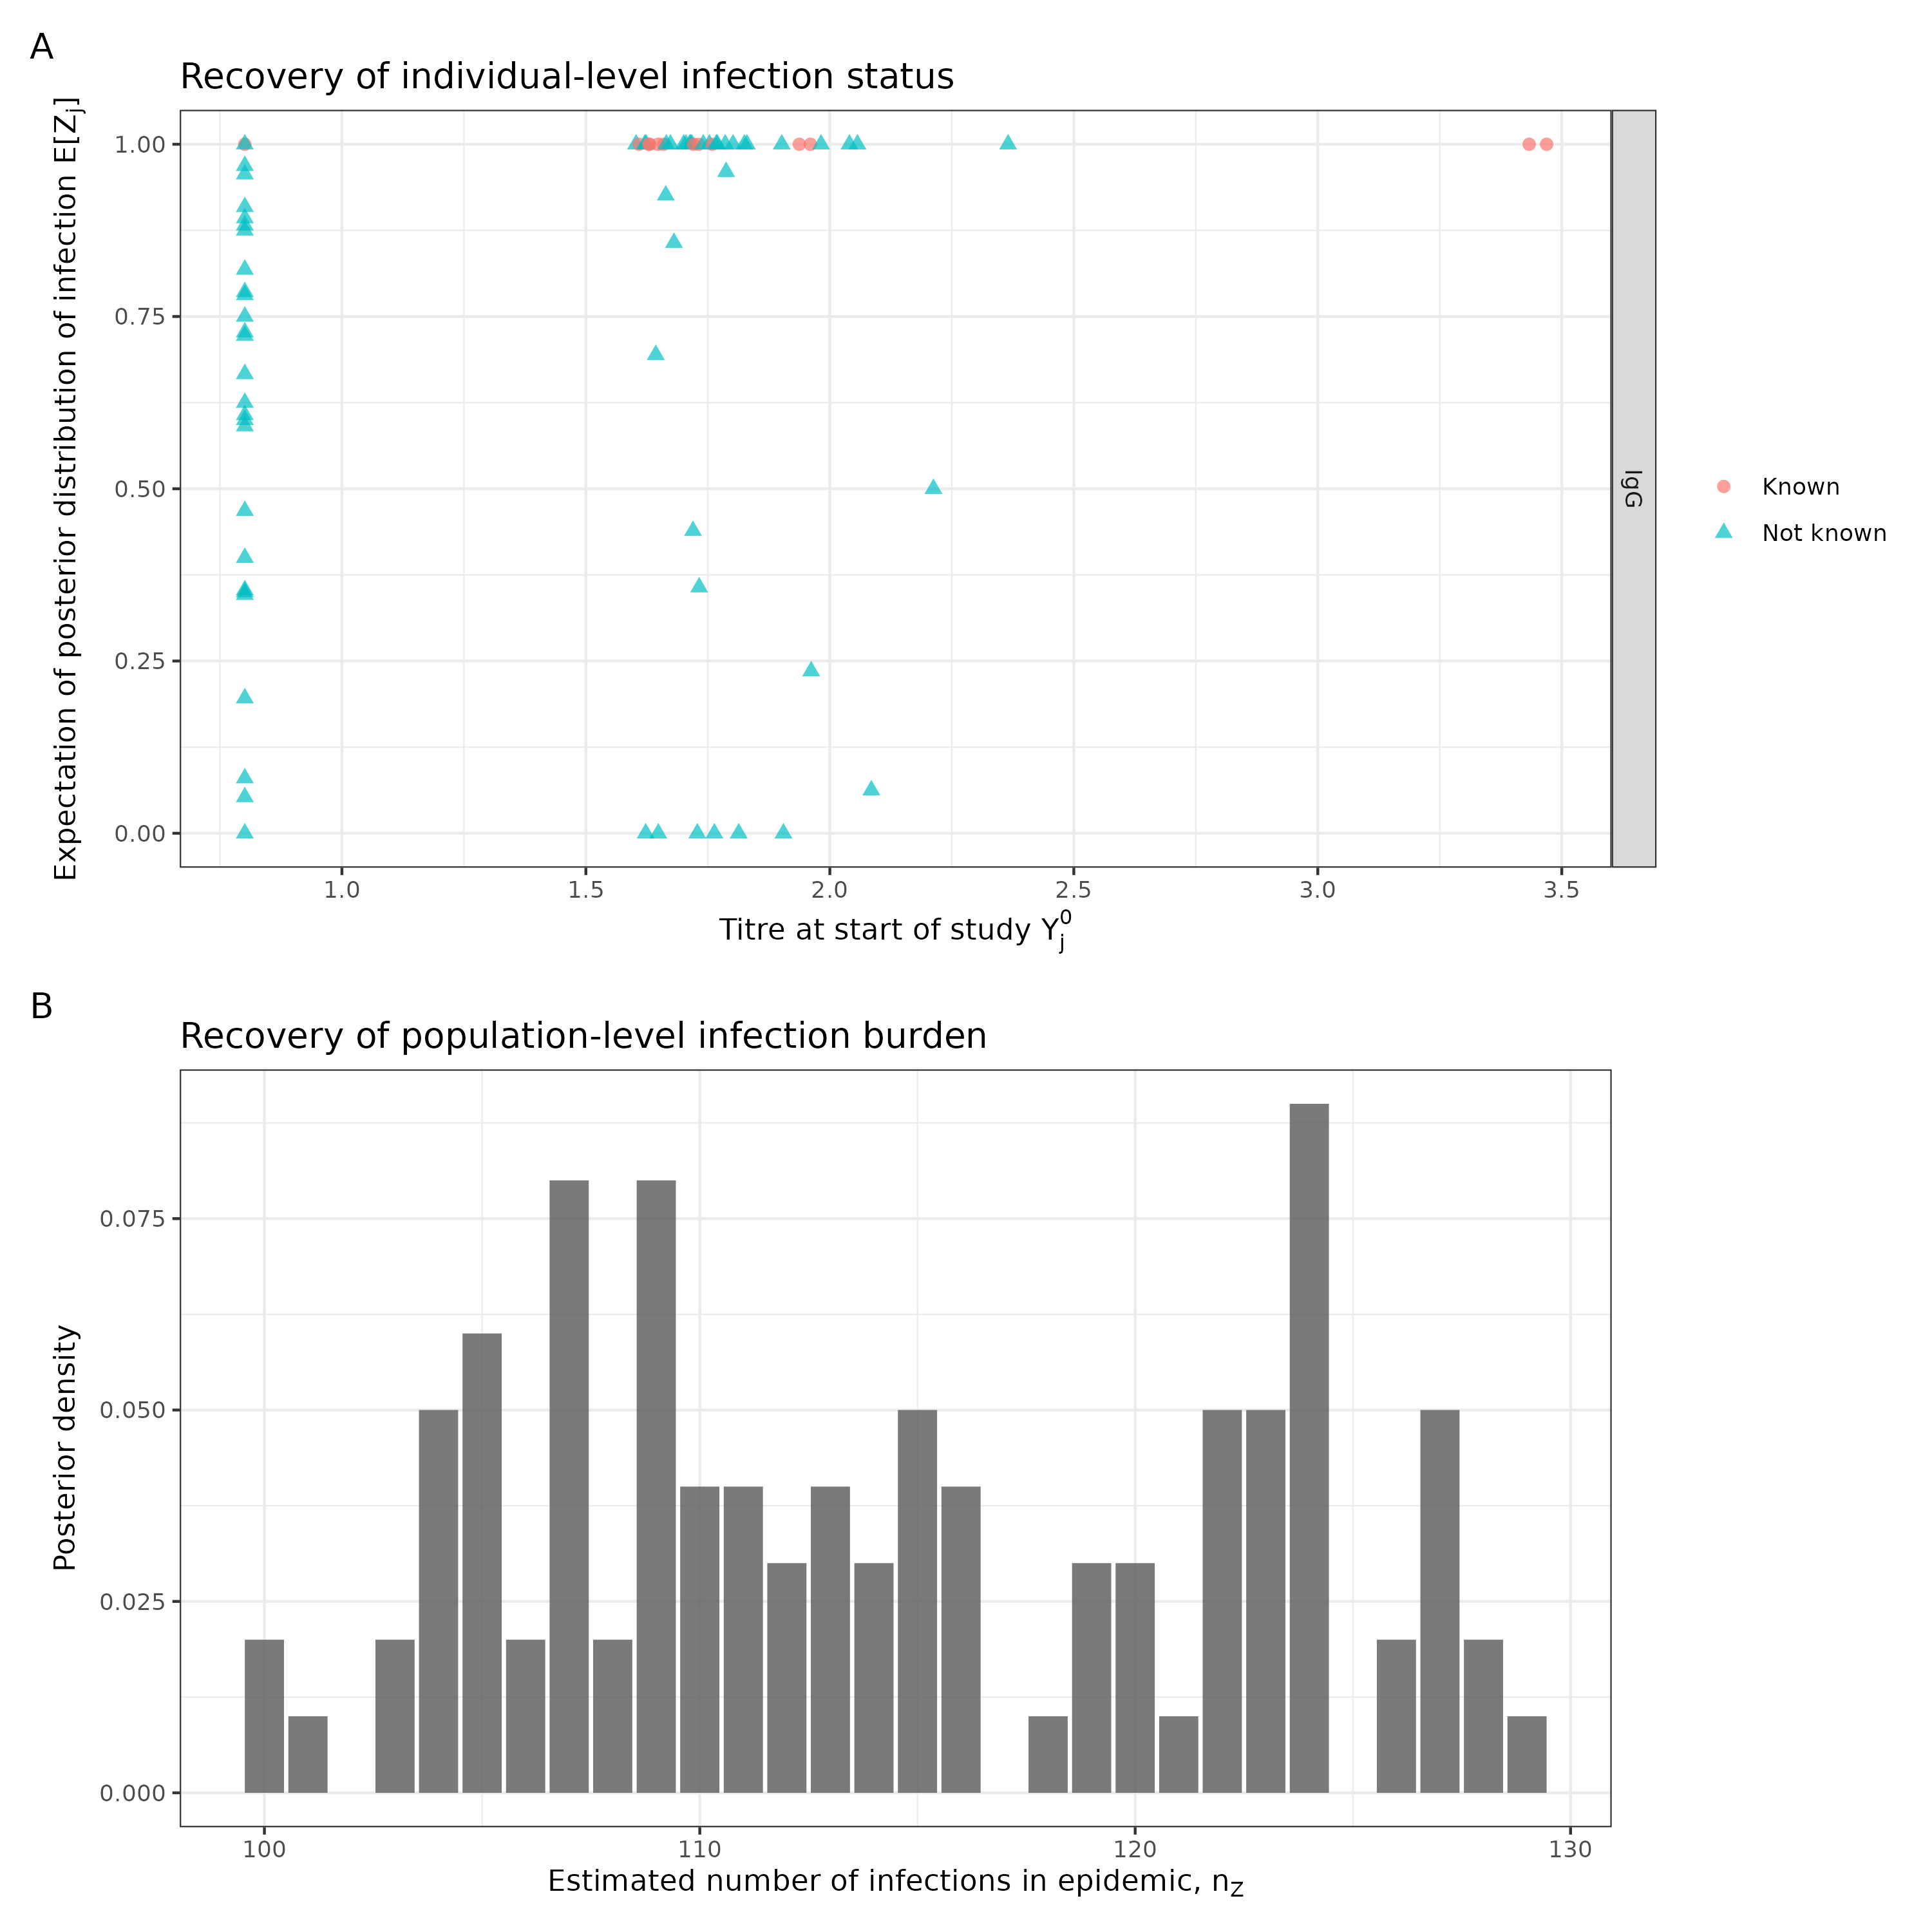 A
Recovery of individual-level infection status
Expectation of posterior distribution of infection E[Zj]
1.00
0.75
0.50
0.25
0.00
IgG
Known
Not known
1.0 1.5 2.0 2.5 3.0 3.5
Titre at start of study Yj0
B
Recovery of population-level infection burden
Posterior density
0.075
0.050
0.025
0.000
100 110 120 130
Estimated number of infections in epidemic, nZ